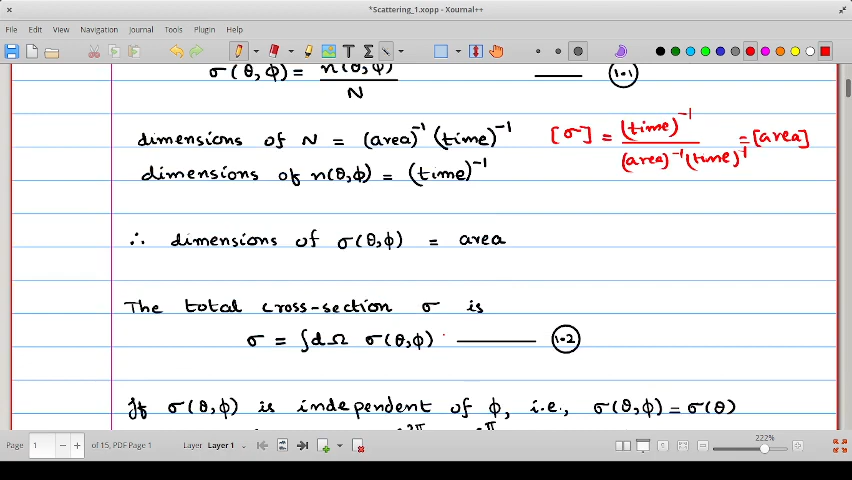 *Scattering_1.xopp - Xournal++
File Edit View Navigation Journal Tools Plugin Help
σ(θ,ϕ) = n(θ,ϕ) / N ——— (1.1)
dimensions of N = (area)⁻¹ (time)⁻¹
[σ] = (time)⁻¹ / (area)⁻¹(time)⁻¹ = [area]
dimensions of n(θ,ϕ) = (time)⁻¹
∴ dimensions of σ(θ,ϕ) = area
The total cross-section σ is
σ = ∫dΩ σ(θ,ϕ) ——— (1.2)
If σ(θ,ϕ) is independent of ϕ, i.e., σ(θ,ϕ) = σ(θ)
2π π
Page 1 of 15, PDF Page 1 Layer Layer 1 222%